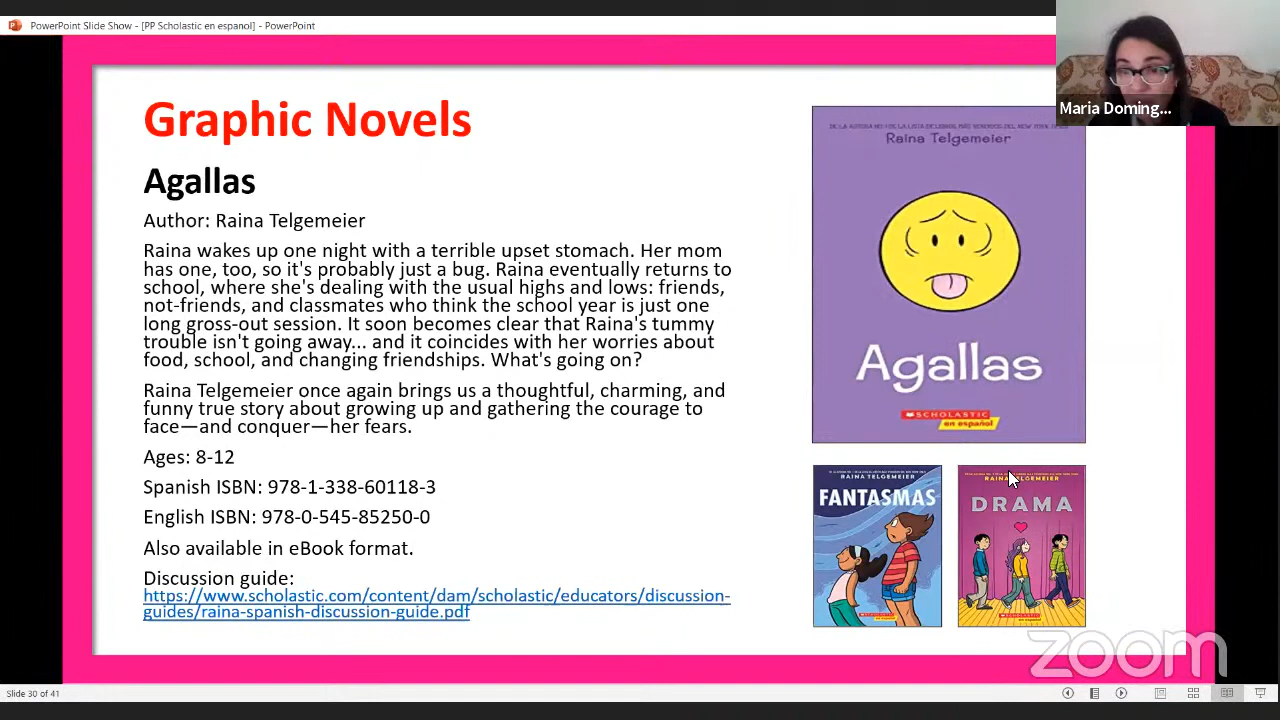 PowerPoint Slide Show - [PP Scholastic en espanol] - PowerPoint
Maria Doming...
Graphic Novels
Agallas
Author: Raina Telgemeier
Raina wakes up one night with a terrible upset stomach. Her mom
has one, too, so it's probably just a bug. Raina eventually returns to
school, where she's dealing with the usual highs and lows: friends,
not-friends, and classmates who think the school year is just one
long gross-out session. It soon becomes clear that Raina's tummy
trouble isn't going away... and it coincides with her worries about
food, school, and changing friendships. What's going on?
Raina Telgemeier once again brings us a thoughtful, charming, and
funny true story about growing up and gathering the courage to
face—and conquer—her fears.
Ages: 8-12
Spanish ISBN: 978-1-338-60118-3
English ISBN: 978-0-545-85250-0
Also available in eBook format.
Discussion guide:
https://www.scholastic.com/content/dam/scholastic/educators/discussion-
guides/raina-spanish-discussion-guide.pdf
Raina Telgemeier
Agallas
SCHOLASTIC
en español
RAINA TELGEMEIER
FANTASMAS
RAINA TELGEMEIER
DRAMA
zoom
Slide 30 of 41